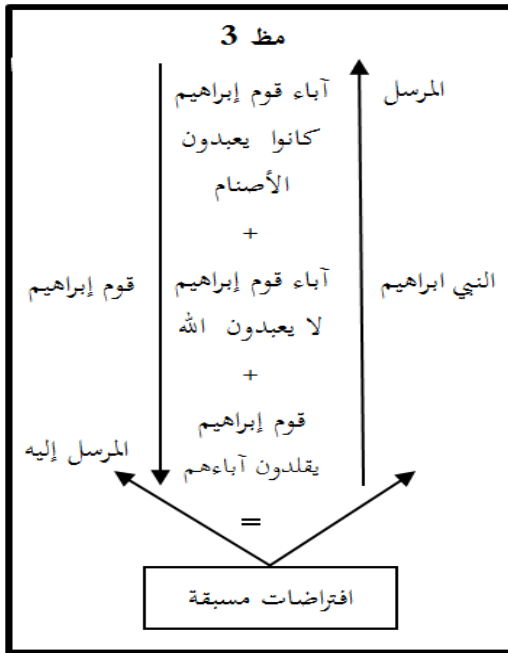 مظ 3
المرسل
آباء قوم إبراهيم
كانوا يعبدون
الأصنام
+
النبي ابراهيم
آباء قوم إبراهيم
قوم إبراهيم
لا يعبدون الله
+
قوم إبراهيم
يقلدون آباءهم
المرسل إليه
=
افتراضات مسبقة